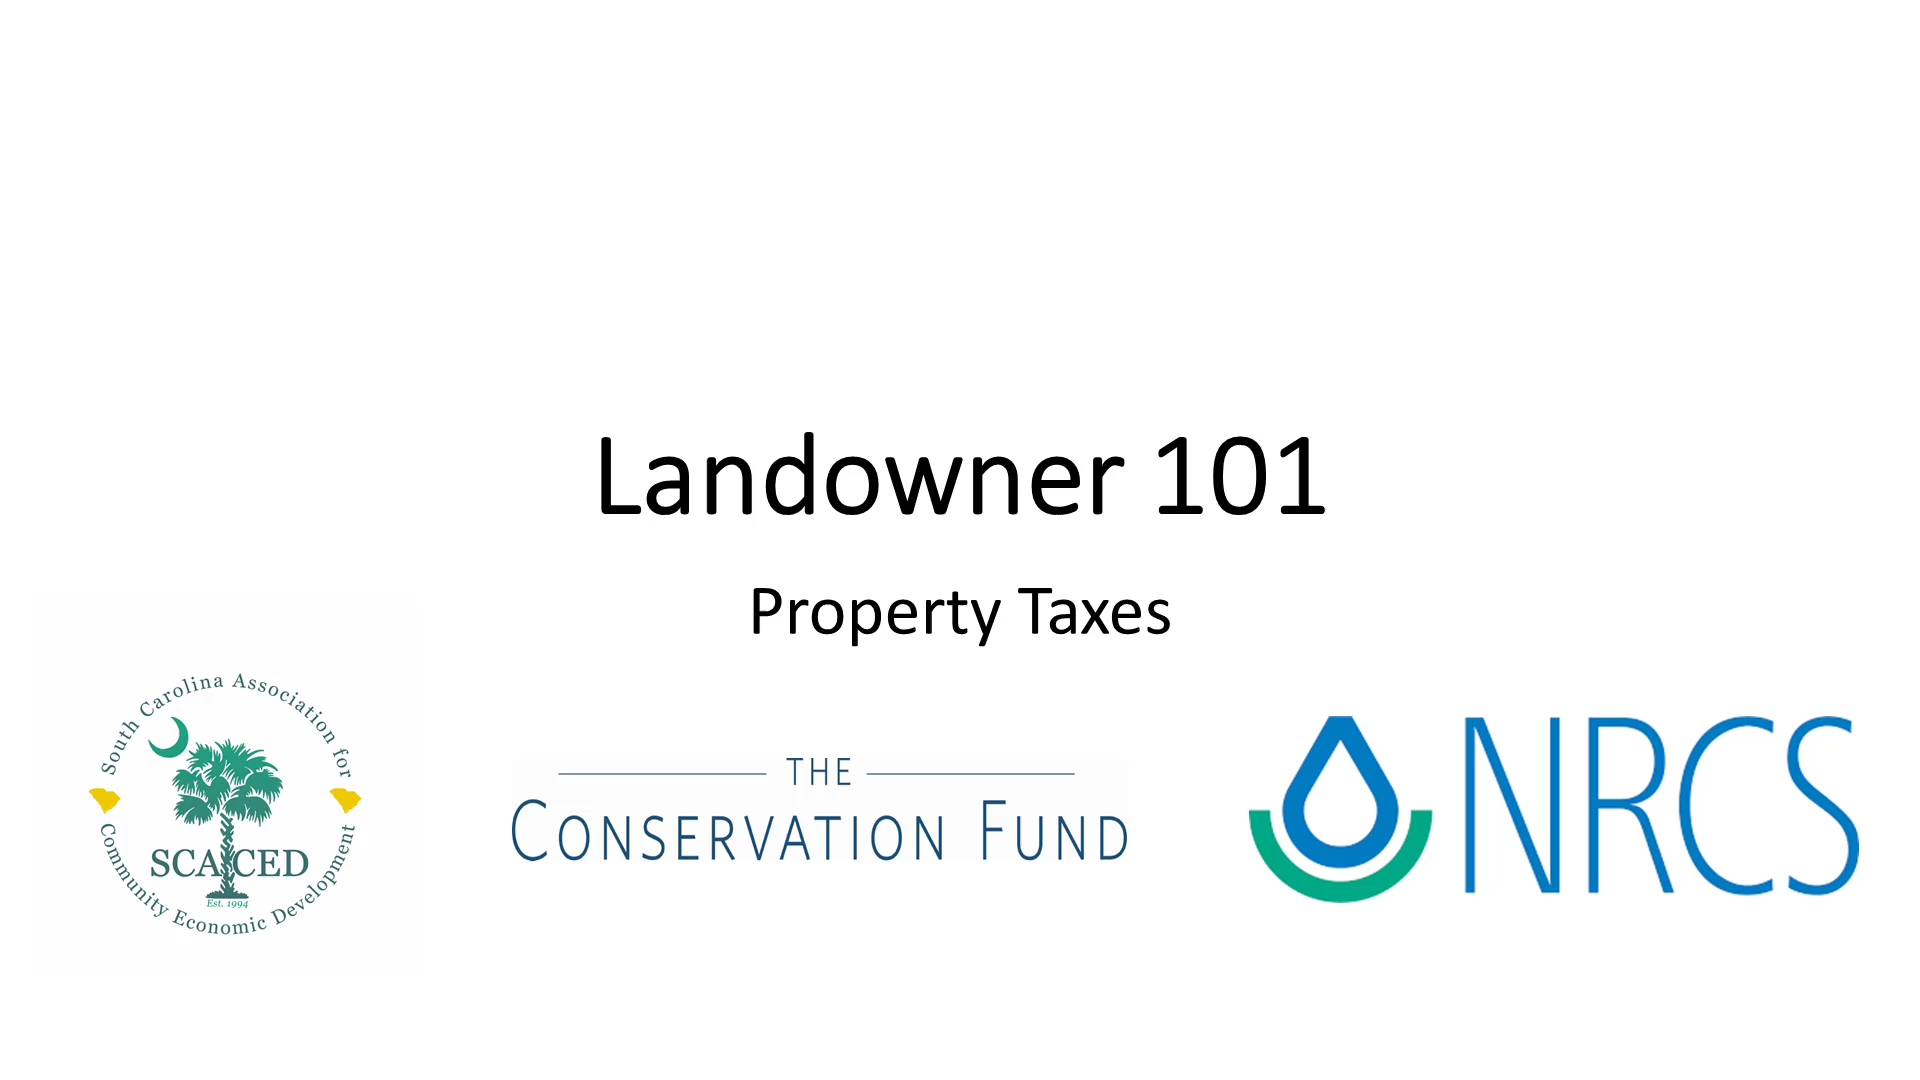 Landowner 101
Property Taxes
South Carolina Association for
Community Economic Development
SCACED
Est. 1994
THE
CONSERVATION FUND
NRCS